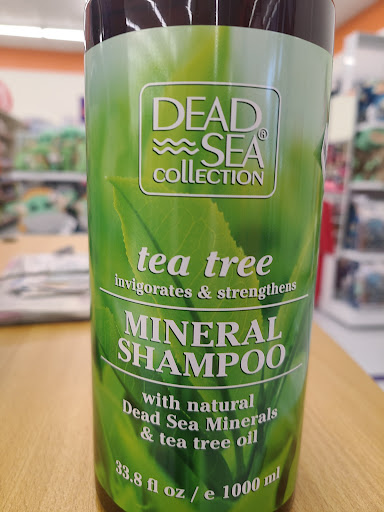 DEAD
SEA®
COLLECTION
tea tree
invigorates & strengthens
MINERAL
SHAMPOO
with natural
Dead Sea Minerals
& tea tree oil
33.8 fl oz / e 1000 ml